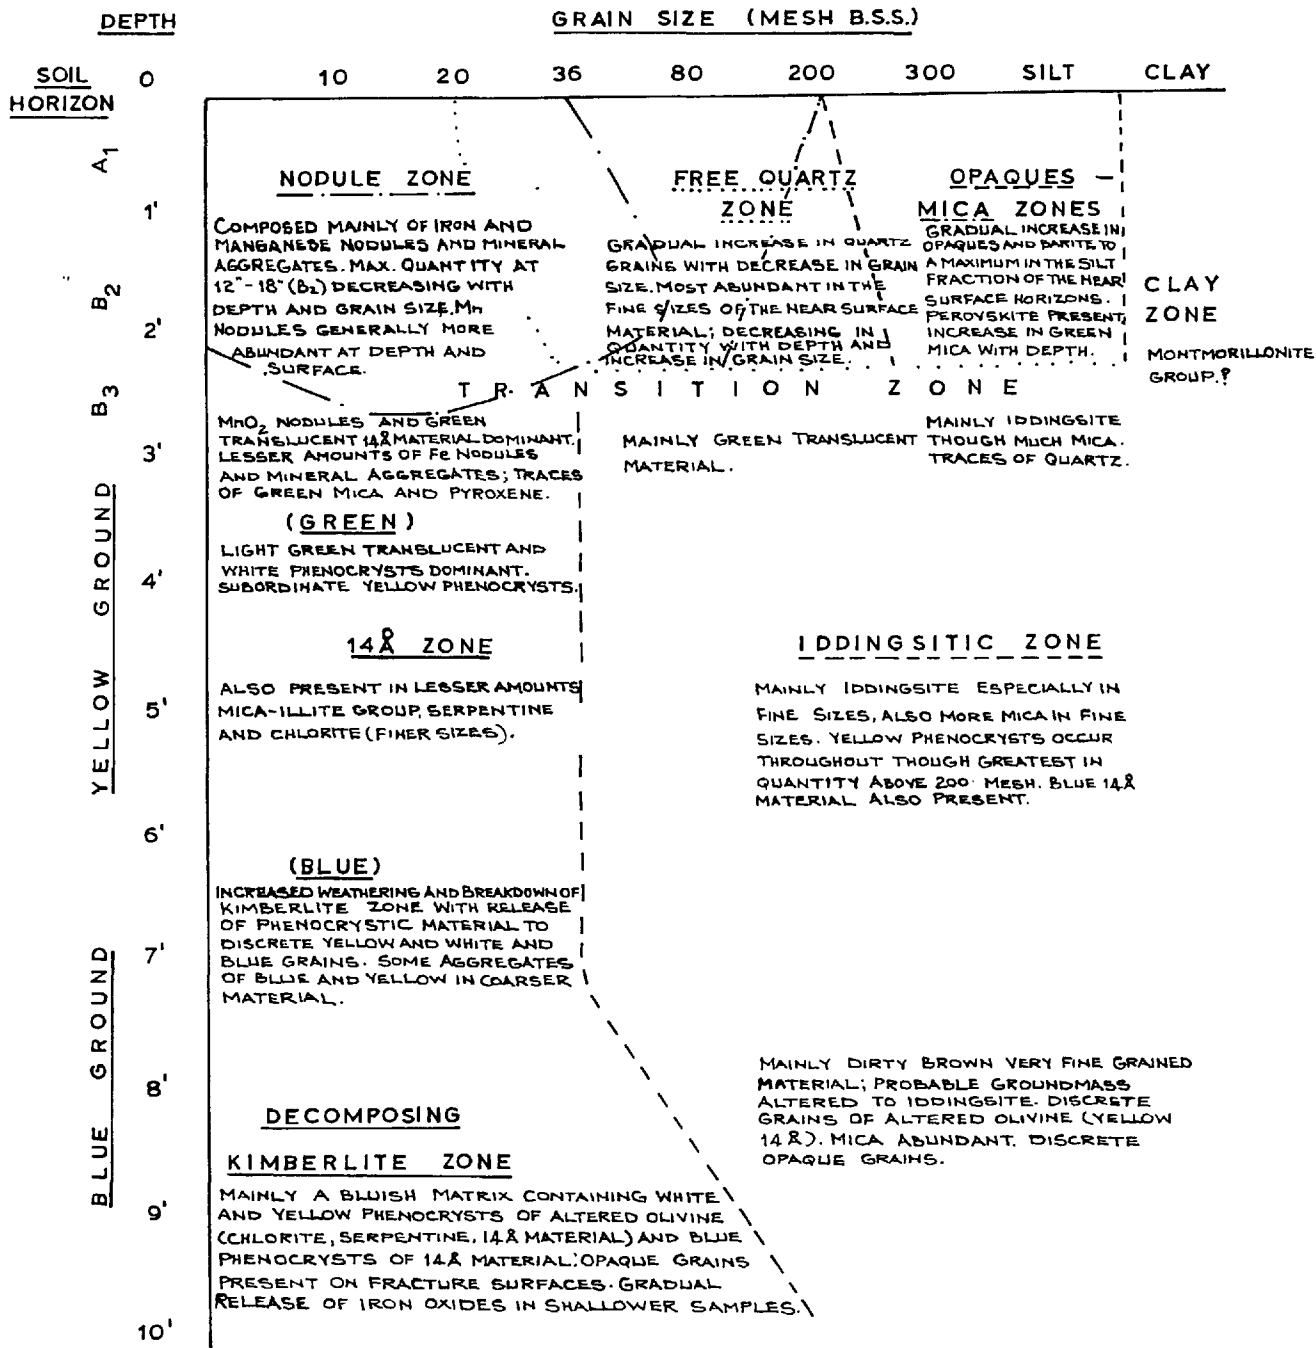 DEPTH
GRAIN SIZE (MESH B.S.S.)
SOIL
HORIZON
0
10
20
36
80
200
300
SILT
CLAY
A1
1'
B2
2'
B3
3'
YELLOW GROUND
4'
5'
6'
BLUE GROUND
7'
8'
9'
10'
NODULE ZONE
COMPOSED MAINLY OF IRON AND
MANGANESE NODULES AND MINERAL
AGGREGATES. MAX. QUANTITY AT
12"-18"(B2) DECREASING WITH
DEPTH AND GRAIN SIZE. Mn
NODULES GENERALLY MORE
ABUNDANT AT DEPTH AND
SURFACE.
FREE QUARTZ
ZONE
GRADUAL INCREASE IN QUARTZ
GRAINS WITH DECREASE IN GRAIN
SIZE. MOST ABUNDANT IN THE
FINE SIZES OF THE NEAR SURFACE
MATERIAL; DECREASING IN
QUANTITY WITH DEPTH AND
INCREASE IN GRAIN SIZE.
OPAQUES –
MICA ZONES
GRADUAL INCREASE IN
OPAQUES AND BARITE TO
A MAXIMUM IN THE SILT
FRACTION OF THE NEAR
SURFACE HORIZONS.
PEROVSKITE PRESENT,
INCREASE IN GREEN
MICA WITH DEPTH.
CLAY
ZONE
MONTMORILLONITE
GROUP.?
TRANSITION ZONE
MnO2 NODULES AND GREEN
TRANSLUCENT 14Å MATERIAL DOMINANT.
LESSER AMOUNTS OF Fe NODULES
AND MINERAL AGGREGATES; TRACES
OF GREEN MICA AND PYROXENE.
MAINLY GREEN TRANSLUCENT
MATERIAL.
MAINLY IDDINGSITE
THOUGH MUCH MICA.
TRACES OF QUARTZ.
(GREEN)
LIGHT GREEN TRANSLUCENT AND
WHITE PHENOCRYSTS DOMINANT.
SUBORDINATE YELLOW PHENOCRYSTS.
14Å ZONE
ALSO PRESENT IN LESSER AMOUNTS
MICA-ILLITE GROUP, SERPENTINE
AND CHLORITE (FINER SIZES).
IDDINGSITIC ZONE
MAINLY IDDINGSITE ESPECIALLY IN
FINE SIZES, ALSO MORE MICA IN FINE
SIZES. YELLOW PHENOCRYSTS OCCUR
THROUGHOUT THOUGH GREATEST IN
QUANTITY ABOVE 200 MESH. BLUE 14Å
MATERIAL ALSO PRESENT.
(BLUE)
INCREASED WEATHERING AND BREAKDOWN OF
KIMBERLITE ZONE WITH RELEASE
OF PHENOCRYSTIC MATERIAL TO
DISCRETE YELLOW AND WHITE AND
BLUE GRAINS. SOME AGGREGATES
OF BLUE AND YELLOW IN COARSER
MATERIAL.
MAINLY DIRTY BROWN VERY FINE GRAINED
MATERIAL; PROBABLE GROUNDMASS
ALTERED TO IDDINGSITE. DISCRETE
GRAINS OF ALTERED OLIVINE (YELLOW
14Å). MICA ABUNDANT. DISCRETE
OPAQUE GRAINS.
DECOMPOSING
KIMBERLITE ZONE
MAINLY A BLUISH MATRIX CONTAINING WHITE
AND YELLOW PHENOCRYSTS OF ALTERED OLIVINE
(CHLORITE, SERPENTINE, 14Å MATERIAL) AND BLUE
PHENOCRYSTS OF 14Å MATERIAL. OPAQUE GRAINS
PRESENT ON FRACTURE SURFACES. GRADUAL
RELEASE OF IRON OXIDES IN SHALLOWER SAMPLES.